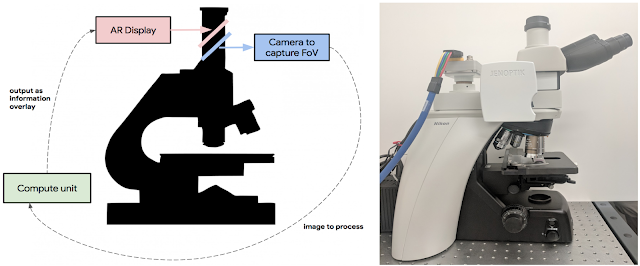 AR Display
Camera to
capture FoV
output as
information
overlay
Compute unit
image to process
Nikon